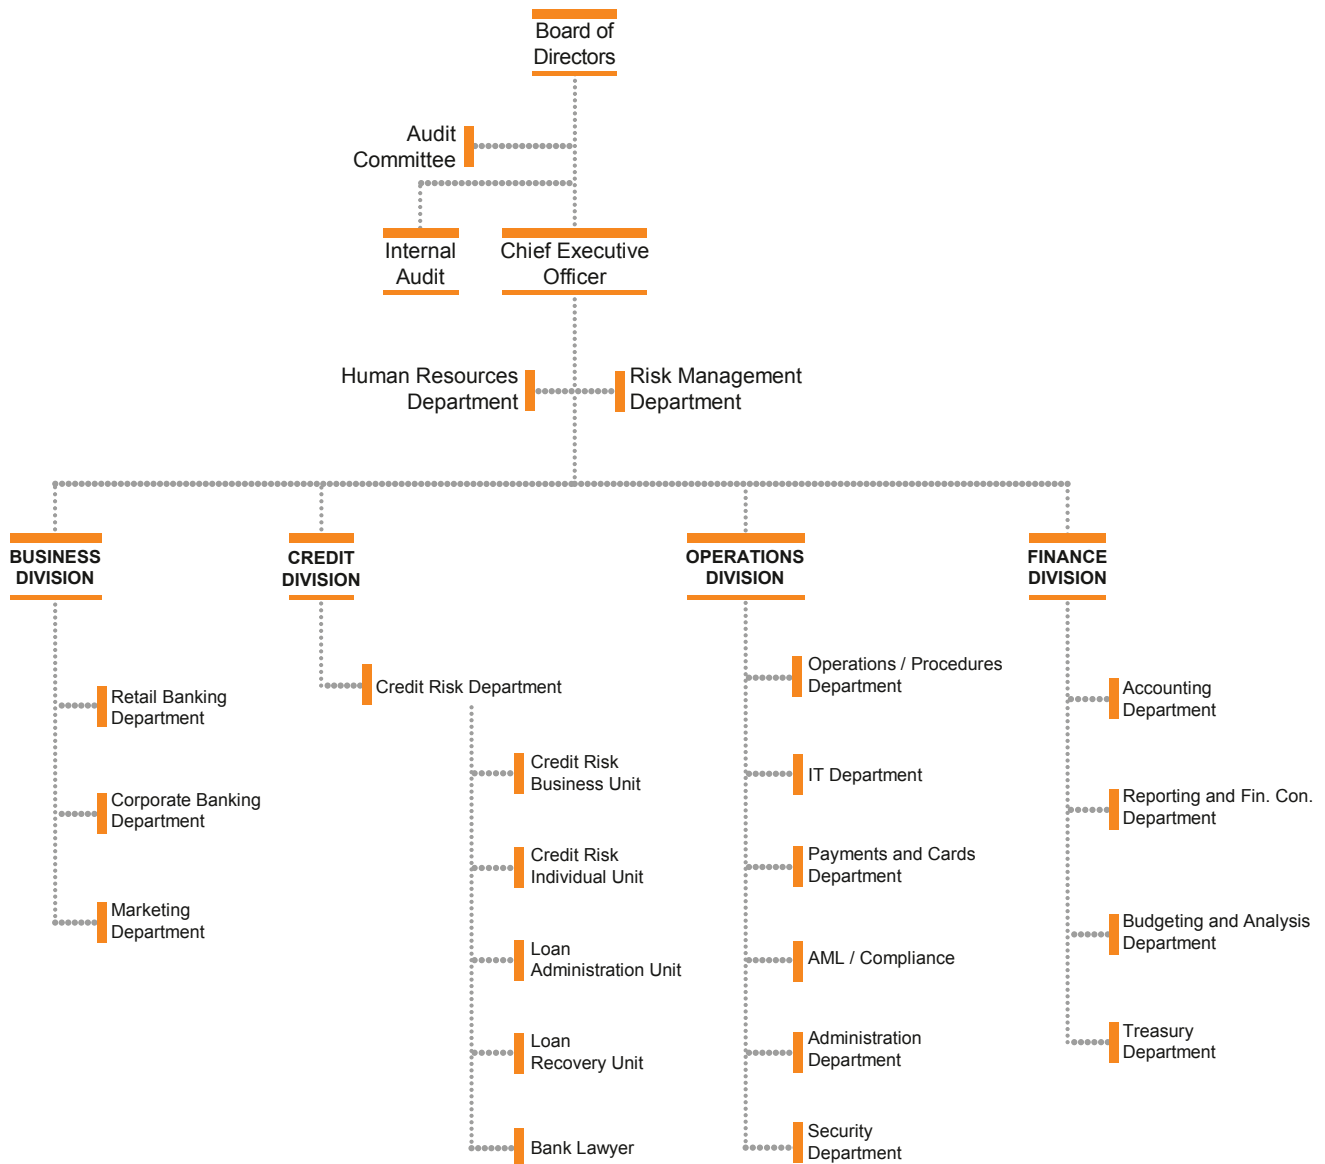 Board of
Directors
Audit
Committee
Internal
Audit
Chief Executive
Officer
Human Resources
Department
Risk Management
Department
BUSINESS
DIVISION
Retail Banking
Department
Corporate Banking
Department
Marketing
Department
CREDIT
DIVISION
Credit Risk Department
Credit Risk
Business Unit
Credit Risk
Individual Unit
Loan
Administration Unit
Loan
Recovery Unit
Bank Lawyer
OPERATIONS
DIVISION
Operations / Procedures
Department
IT Department
Payments and Cards
Department
AML / Compliance
Administration
Department
Security
Department
FINANCE
DIVISION
Accounting
Department
Reporting and Fin. Con.
Department
Budgeting and Analysis
Department
Treasury
Department